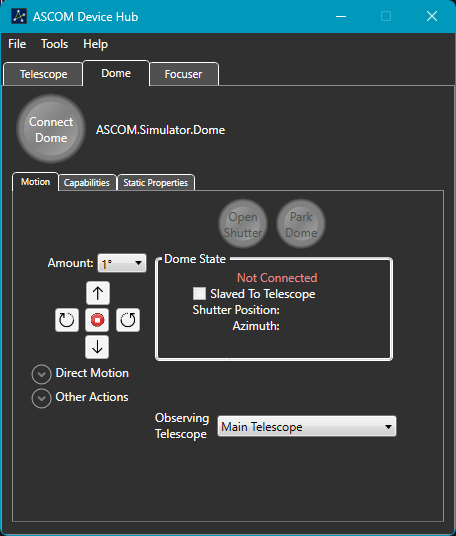 ASCOM Device Hub
File Tools Help
Telescope Dome Focuser
Connect
Dome
ASCOM.Simulator.Dome
Motion Capabilities Static Properties
Open
Shutter
Park
Dome
Amount: 1°
Dome State
Not Connected
Slaved To Telescope
Shutter Position:
Azimuth:
Direct Motion
Other Actions
Observing
Telescope
Main Telescope